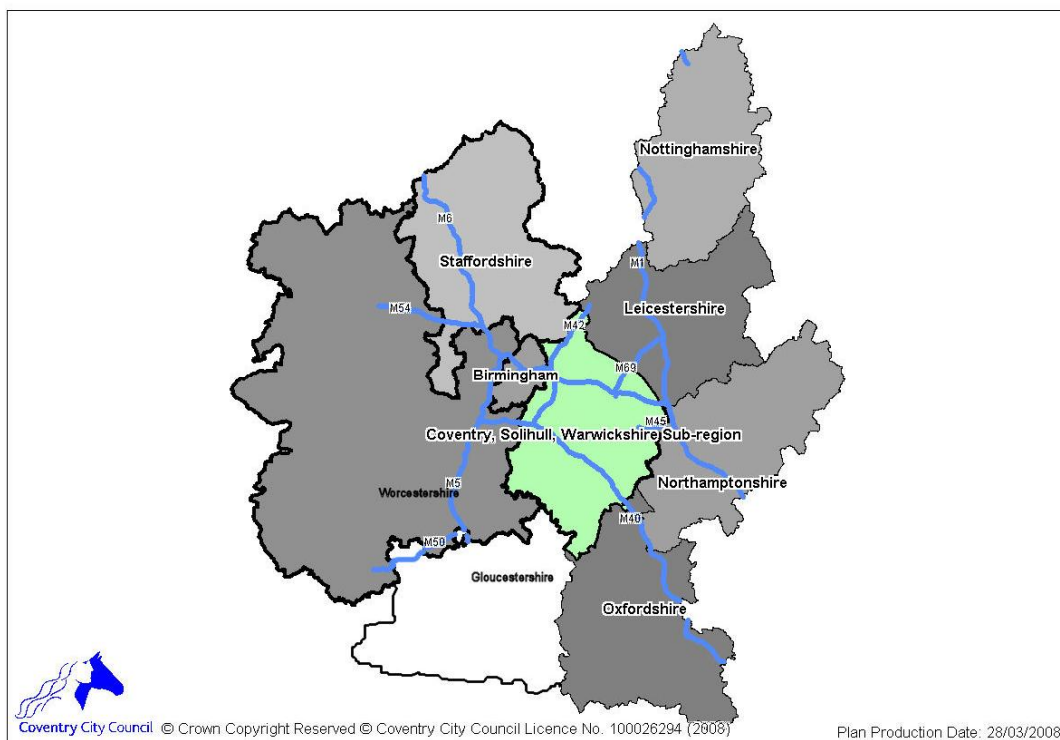 Nottinghamshire
M6
Staffordshire
M1
M54
Leicestershire
M42
M69
Birmingham
M45
Coventry, Solihull, Warwickshire Sub-region
M5
Northamptonshire
Worcestershire
M40
M50
Gloucestershire
Oxfordshire
Coventry City Council © Crown Copyright Reserved © Coventry City Council Licence No. 100026294 (2008)
Plan Production Date: 28/03/2008